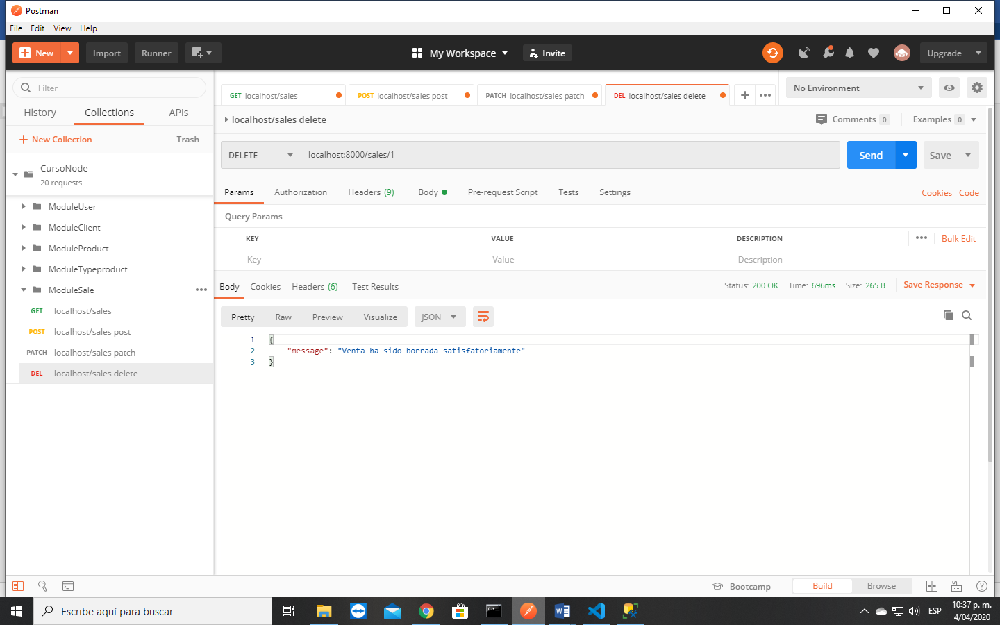 Postman
File Edit View Help
New Import Runner My Workspace Invite Upgrade
Filter
History Collections APIs
New Collection Trash
CursoNode
20 requests
ModuleUser
ModuleClient
ModuleProduct
ModuleTypeproduct
ModuleSale
GET localhost/sales
POST localhost/sales post
PATCH localhost/sales patch
DEL localhost/sales delete
GET localhost/sales POST localhost/sales post PATCH localhost/sales patch DEL localhost/sales delete No Environment
localhost/sales delete Comments 0 Examples 0
DELETE localhost:8000/sales/1 Send Save
Params Authorization Headers (9) Body Pre-request Script Tests Settings Cookies Code
Query Params
KEY VALUE DESCRIPTION Bulk Edit
Key Value Description
Body Cookies Headers (6) Test Results Status: 200 OK Time: 696ms Size: 265 B Save Response
Pretty Raw Preview Visualize JSON
1 {
2 "message": "Venta ha sido borrada satisfatoriamente"
3 }
Bootcamp Build Browse
Escribe aquí para buscar ESP 10:37 p. m.
4/04/2020